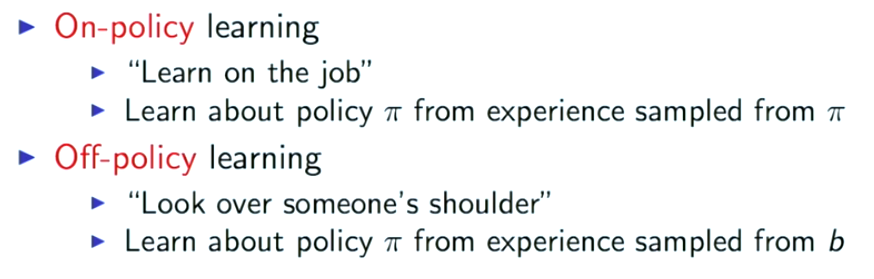 On-policy learning
“Learn on the job”
Learn about policy π from experience sampled from π
Off-policy learning
“Look over someone's shoulder”
Learn about policy π from experience sampled from b